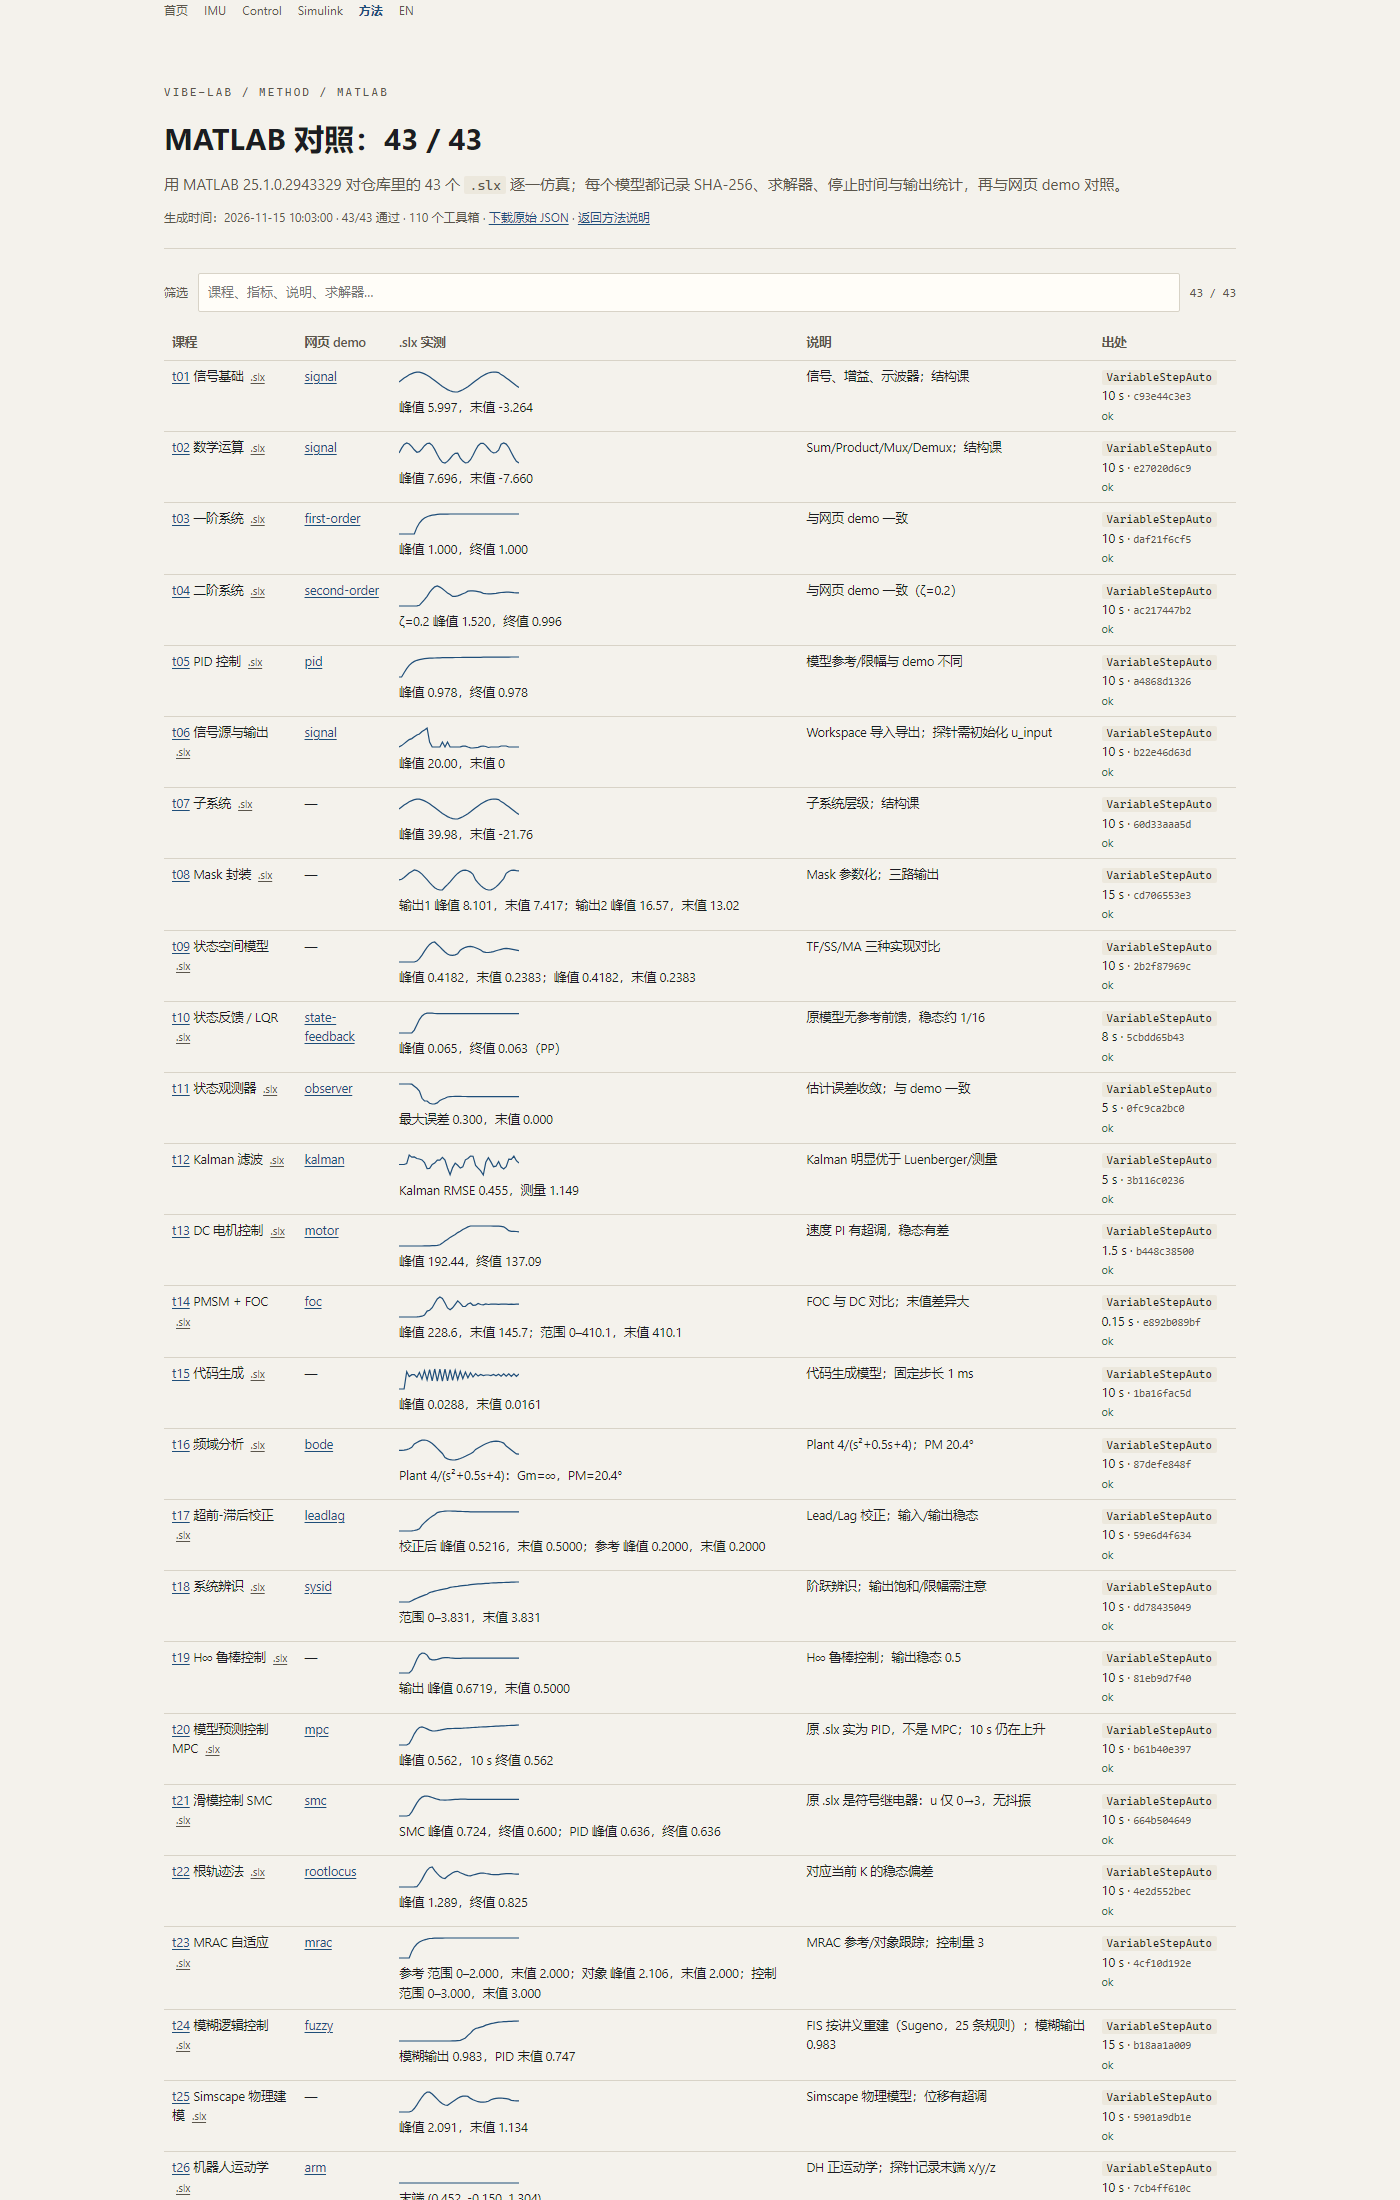 首页 IMU Control Simulink 方法 EN
VIBE-LAB / METHOD / MATLAB
MATLAB 对照：43 / 43
用 MATLAB 25.1.0.2943329 对仓库里的 43 个 .slx 逐一仿真；每个模型都记录 SHA-256、求解器、停止时间与输出统计，再与网页 demo 对照。
生成时间：2026-11-15 10:03:00 · 43/43 通过 · 110 个工具箱 · 下载原始 JSON · 返回方法说明
筛选 课程、指标、说明、求解器... 43 / 43
课程 网页 demo .slx 实测 说明 出处
t01 信号基础 .slx signal 信号、增益、示波器；结构课 VariableStepAuto
10 s · c93e44c3e3
峰值 5.997，末值 -3.264
ok
t02 数学运算 .slx signal Sum/Product/Mux/Demux；结构课 VariableStepAuto
10 s · e27020d6c9
峰值 7.696，末值 -7.660
ok
t03 一阶系统 .slx first-order 与网页 demo 一致 VariableStepAuto
10 s · daf21f6cf5
峰值 1.000，终值 1.000
ok
t04 二阶系统 .slx second-order 与网页 demo 一致（ζ=0.2） VariableStepAuto
10 s · ac217447b2
ζ=0.2 峰值 1.520，终值 0.996
ok
t05 PID 控制 .slx pid 模型参考/限幅与 demo 不同 VariableStepAuto
10 s · a4868d1326
峰值 0.978，终值 0.978
ok
t06 信号源与输出 signal Workspace 导入导出；探针需初始化 u_input VariableStepAuto
.slx 10 s · b22e46d63d
峰值 20.00，末值 0
ok
t07 子系统 .slx — 子系统层级；结构课 VariableStepAuto
10 s · 60d33aaa5d
峰值 39.98，末值 -21.76
ok
t08 Mask 封装 .slx — Mask 参数化；三路输出 VariableStepAuto
15 s · cd706553e3
输出1 峰值 8.101，末值 7.417；输出2 峰值 16.57，末值 13.02
ok
t09 状态空间模型 — TF/SS/MA 三种实现对比 VariableStepAuto
.slx 10 s · 2b2f87969c
峰值 0.4182，末值 0.2383；峰值 0.4182，末值 0.2383
ok
t10 状态反馈 / LQR state- 原模型无参考前馈，稳态约 1/16 VariableStepAuto
.slx feedback 8 s · 5cbdd65b43
峰值 0.065，终值 0.063（PP）
ok
t11 状态观测器 .slx observer 估计误差收敛；与 demo 一致 VariableStepAuto
5 s · 0fc9ca2bc0
最大误差 0.300，末值 0.000
ok
t12 Kalman 滤波 .slx kalman Kalman 明显优于 Luenberger/测量 VariableStepAuto
5 s · 3b116c0236
Kalman RMSE 0.455，测量 1.149
ok
t13 DC 电机控制 .slx motor 速度 PI 有超调，稳态有差 VariableStepAuto
1.5 s · b448c38500
峰值 192.44，终值 137.09
ok
t14 PMSM + FOC foc FOC 与 DC 对比；末值差异大 VariableStepAuto
.slx 0.15 s · e892b089bf
峰值 228.6，末值 145.7；范围 0–410.1，末值 410.1
ok
t15 代码生成 .slx — 代码生成模型；固定步长 1 ms VariableStepAuto
10 s · 1ba16fac5d
峰值 0.0288，末值 0.0161
ok
t16 频域分析 .slx bode Plant 4/(s²+0.5s+4)；PM 20.4° VariableStepAuto
10 s · 87defe848f
Plant 4/(s²+0.5s+4)：Gm=∞，PM=20.4°
ok
t17 超前-滞后校正 leadlag Lead/Lag 校正；输入/输出稳态 VariableStepAuto
.slx 10 s · 59e6d4f634
校正后 峰值 0.5216，末值 0.5000；参考 峰值 0.2000，末值 0.2000
ok
t18 系统辨识 .slx sysid 阶跃辨识；输出饱和/限幅需注意 VariableStepAuto
10 s · dd78435049
范围 0–3.831，末值 3.831
ok
t19 H∞ 鲁棒控制 .slx — H∞ 鲁棒控制；输出稳态 0.5 VariableStepAuto
10 s · 81eb9d7f40
输出 峰值 0.6719，末值 0.5000
ok
t20 模型预测控制 mpc 原 .slx 实为 PID，不是 MPC；10 s 仍在上升 VariableStepAuto
MPC .slx 10 s · b61b40e397
峰值 0.562，10 s 终值 0.562
ok
t21 滑模控制 SMC smc 原 .slx 是符号继电器：u 仅 0→3，无抖振 VariableStepAuto
.slx 10 s · 664b504649
SMC 峰值 0.724，终值 0.600；PID 峰值 0.636，终值 0.636
ok
t22 根轨迹法 .slx rootlocus 对应当前 K 的稳态偏差 VariableStepAuto
10 s · 4e2d552bec
峰值 1.289，终值 0.825
ok
t23 MRAC 自适应 mrac MRAC 参考/对象跟踪；控制量 3 VariableStepAuto
.slx 10 s · 4cf10d192e
参考 范围 0–2.000，末值 2.000；对象 峰值 2.106，末值 2.000；控制 ok
范围 0–3.000，末值 3.000
t24 模糊逻辑控制 fuzzy FIS 按讲义重建（Sugeno，25 条规则）；模糊输出 VariableStepAuto
.slx 0.983 15 s · b18aa1a009
模糊输出 0.983，PID 末值 0.747
ok
t25 Simscape 物理建 — Simscape 物理模型；位移有超调 VariableStepAuto
模 .slx 10 s · 5901a9db1e
峰值 2.091，末值 1.134
ok
t26 机器人运动学 arm DH 正运动学；探针记录末端 x/y/z VariableStepAuto
.slx 10 s · 7cb4ff610c
末端 (0.452, -0.150, 1.304)